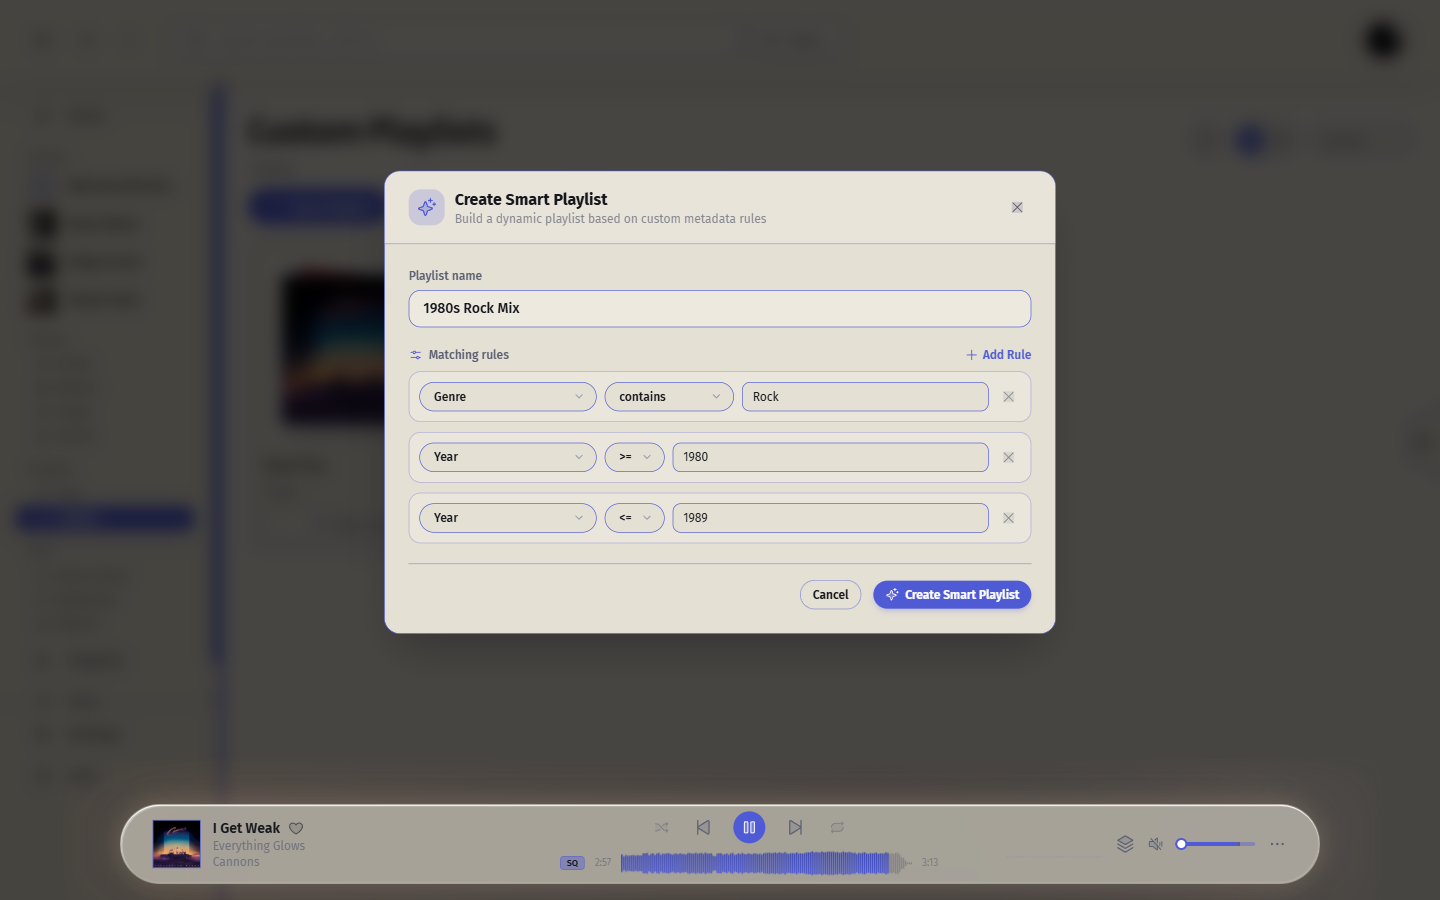 Custom Playlists
Create Smart Playlist
Build a dynamic playlist based on custom metadata rules
Playlist name
1980s Rock Mix
Matching rules
Add Rule
Genre
contains
Rock
Year
>=
1980
Year
<=
1989
Cancel
Create Smart Playlist
I Get Weak
Everything Glows
Cannons
SQ
2:57
3:13